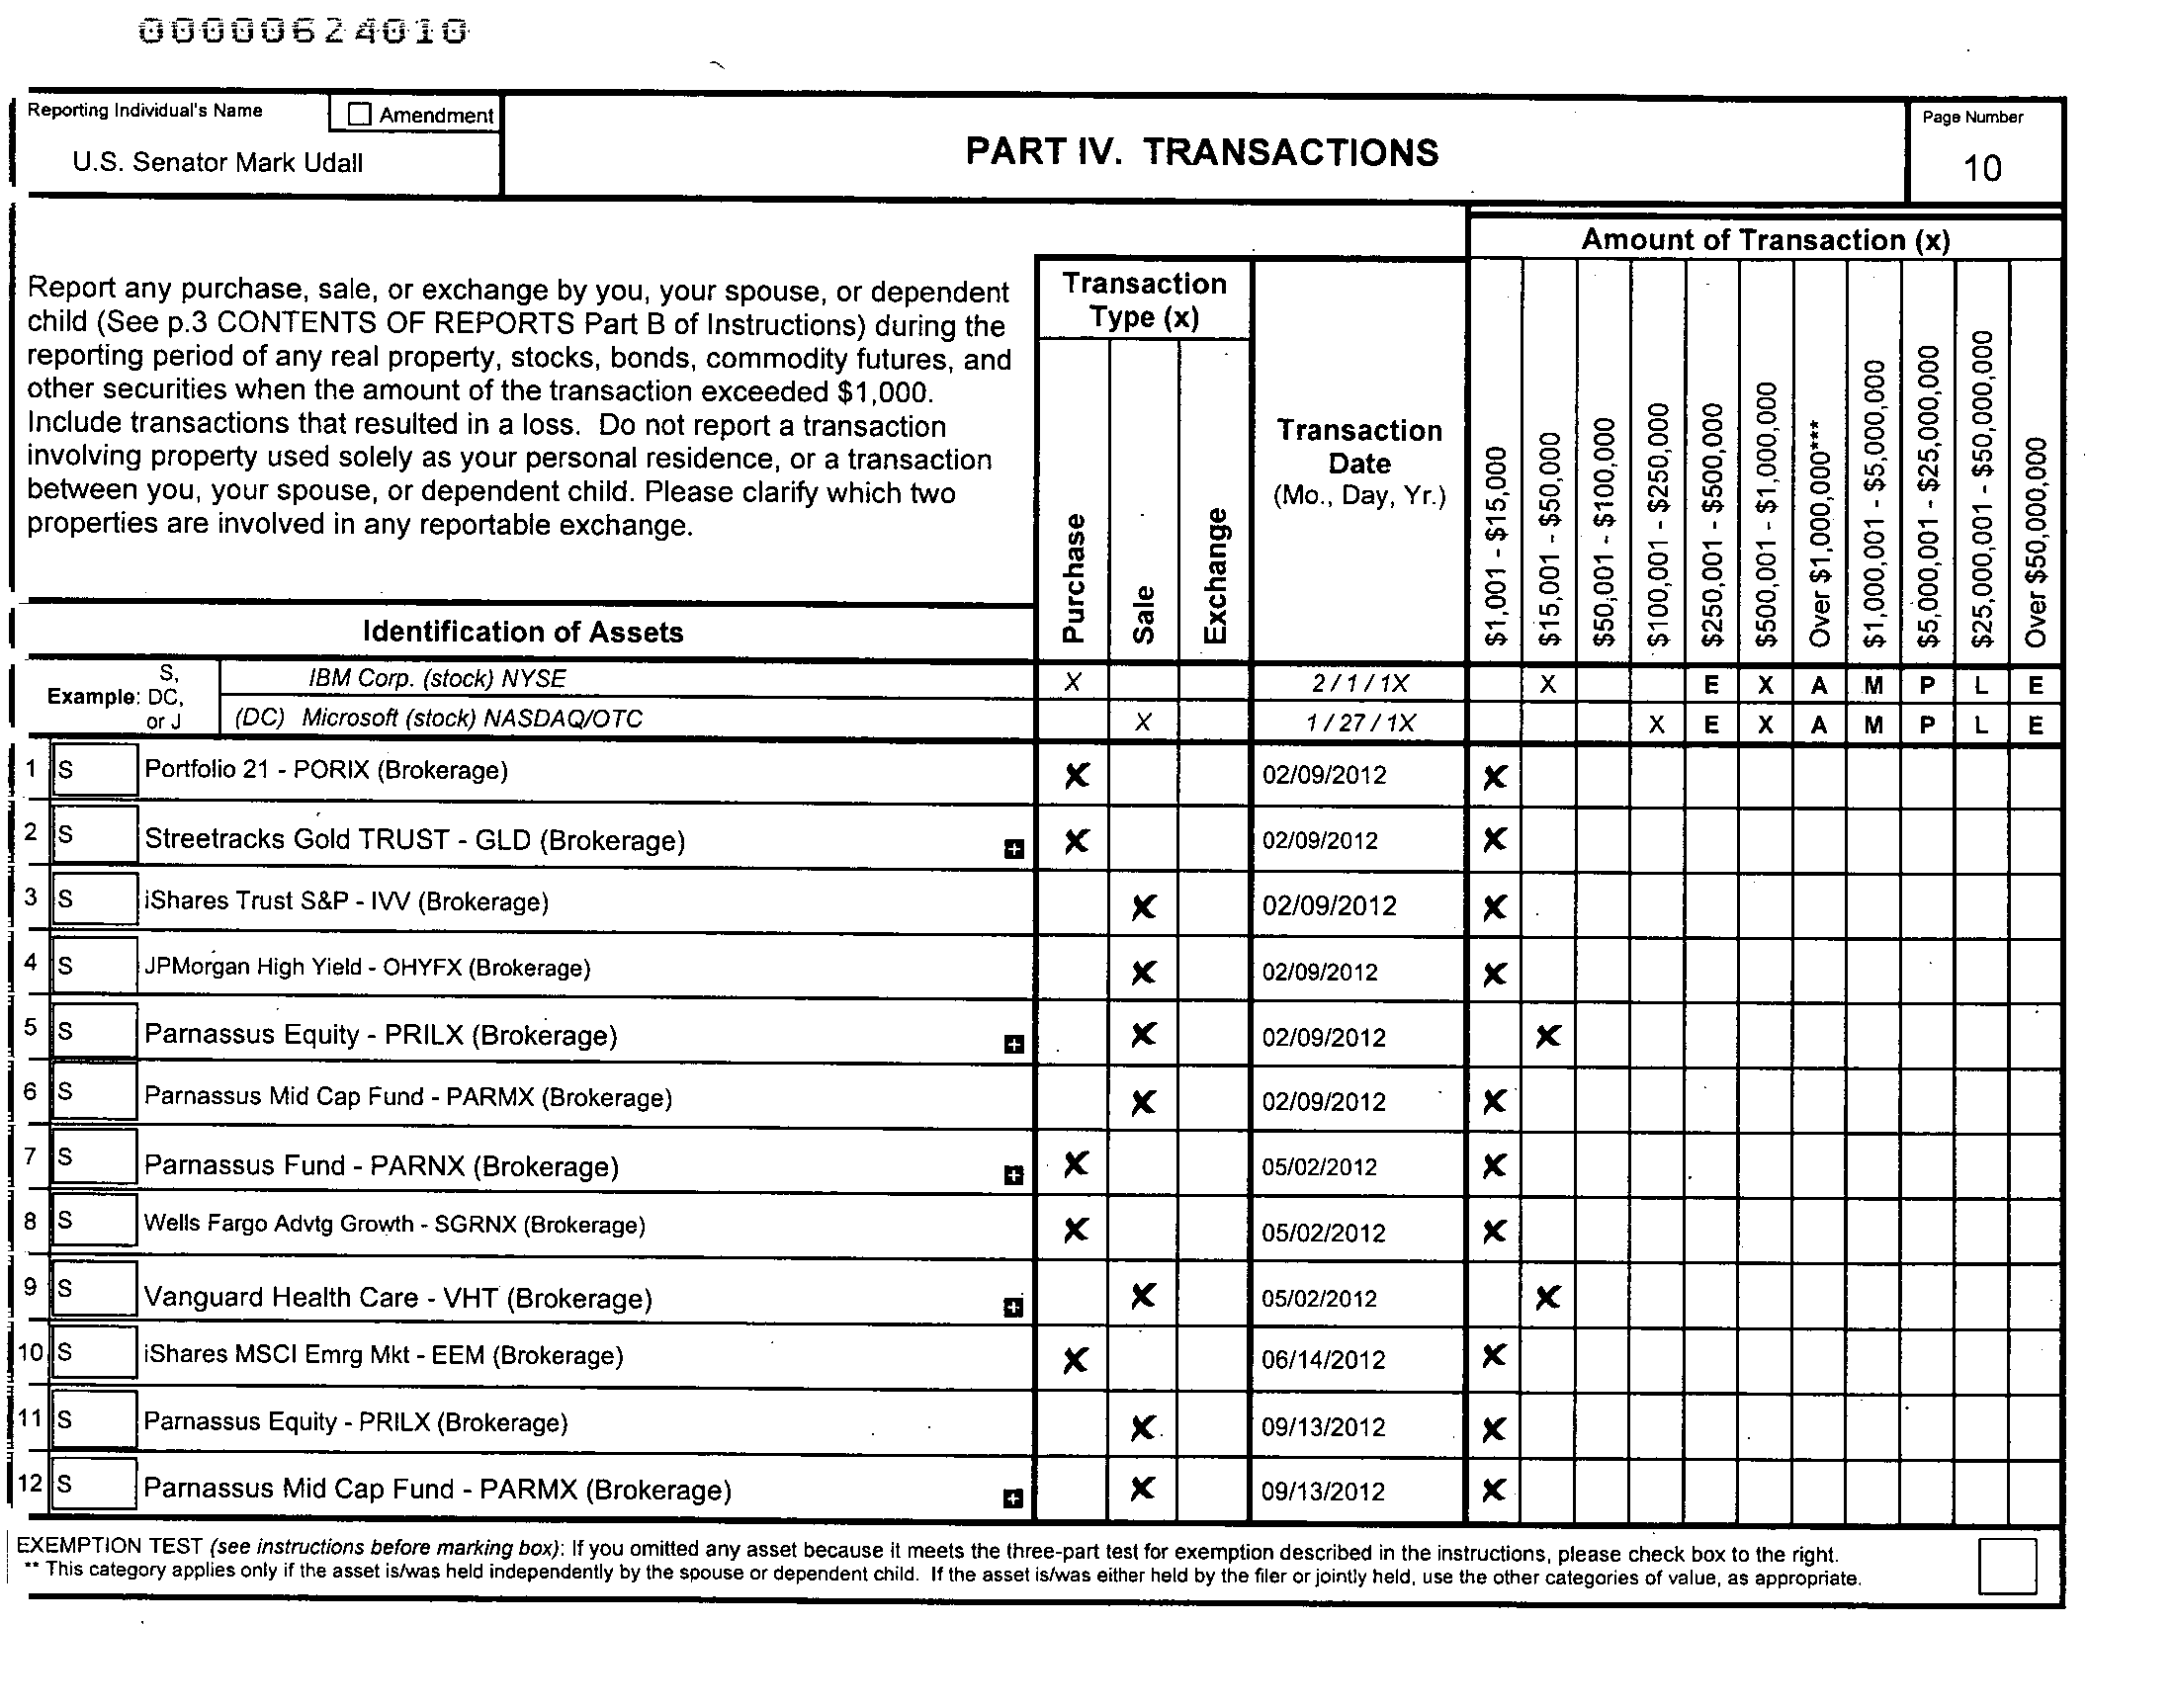 00000624010
Reporting Individual's Name
Amendment
U.S. Senator Mark Udall
PART IV. TRANSACTIONS
Page Number
10
Amount of Transaction (x)
Report any purchase, sale, or exchange by you, your spouse, or dependent
child (See p.3 CONTENTS OF REPORTS Part B of Instructions) during the
reporting period of any real property, stocks, bonds, commodity futures, and
other securities when the amount of the transaction exceeded $1,000.
Include transactions that resulted in a loss. Do not report a transaction
involving property used solely as your personal residence, or a transaction
between you, your spouse, or dependent child. Please clarify which two
properties are involved in any reportable exchange.
Transaction
Type (x)
Purchase
Sale
Exchange
Transaction
Date
(Mo., Day, Yr.)
$1,001 - $15,000
$15,001 - $50,000
$50,001 - $100,000
$100,001 - $250,000
$250,001 - $500,000
$500,001 - $1,000,000
Over $1,000,000***
$1,000,001 - $5,000,000
$5,000,001 - $25,000,000
$25,000,001 - $50,000,000
Over $50,000,000
Identification of Assets
Example: S, DC, or J
IBM Corp. (stock) NYSE X 2 / 1 / 1X X E X A M P L E
(DC) Microsoft (stock) NASDAQ/OTC X 1 / 27 / 1X X E X A M P L E
1 S Portfolio 21 - PORIX (Brokerage) X 02/09/2012 X
2 S Streetracks Gold TRUST - GLD (Brokerage) + X 02/09/2012 X
3 S iShares Trust S&P - IVV (Brokerage) X 02/09/2012 X
4 S JPMorgan High Yield - OHYFX (Brokerage) X 02/09/2012 X
5 S Parnassus Equity - PRILX (Brokerage) + X 02/09/2012 X
6 S Parnassus Mid Cap Fund - PARMX (Brokerage) X 02/09/2012 X
7 S Parnassus Fund - PARNX (Brokerage) + X 05/02/2012 X
8 S Wells Fargo Advtg Growth - SGRNX (Brokerage) X 05/02/2012 X
9 S Vanguard Health Care - VHT (Brokerage) + X 05/02/2012 X
10 S iShares MSCI Emrg Mkt - EEM (Brokerage) X 06/14/2012 X
11 S Parnassus Equity - PRILX (Brokerage) X 09/13/2012 X
12 S Parnassus Mid Cap Fund - PARMX (Brokerage) + X 09/13/2012 X
EXEMPTION TEST (see instructions before marking box): If you omitted any asset because it meets the three-part test for exemption described in the instructions, please check box to the right.
** This category applies only if the asset is/was held independently by the spouse or dependent child. If the asset is/was either held by the filer or jointly held, use the other categories of value, as appropriate.